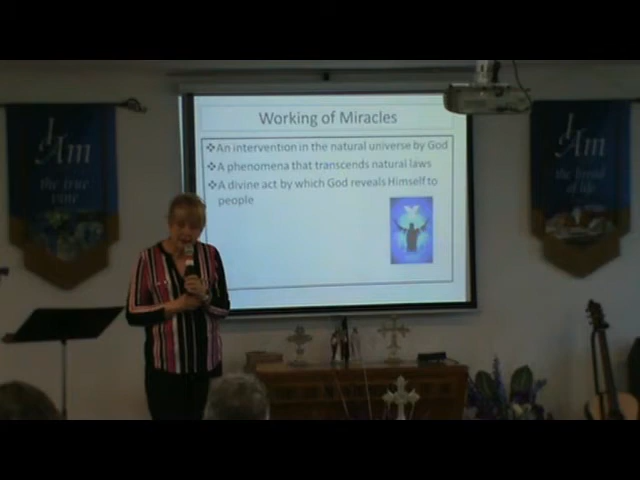 Working of Miracles
❖An intervention in the natural universe by God
❖A phenomena that transcends natural laws
❖A divine act by which God reveals Himself to
people
I
Am
the true
vine
I
Am
the bread
of life